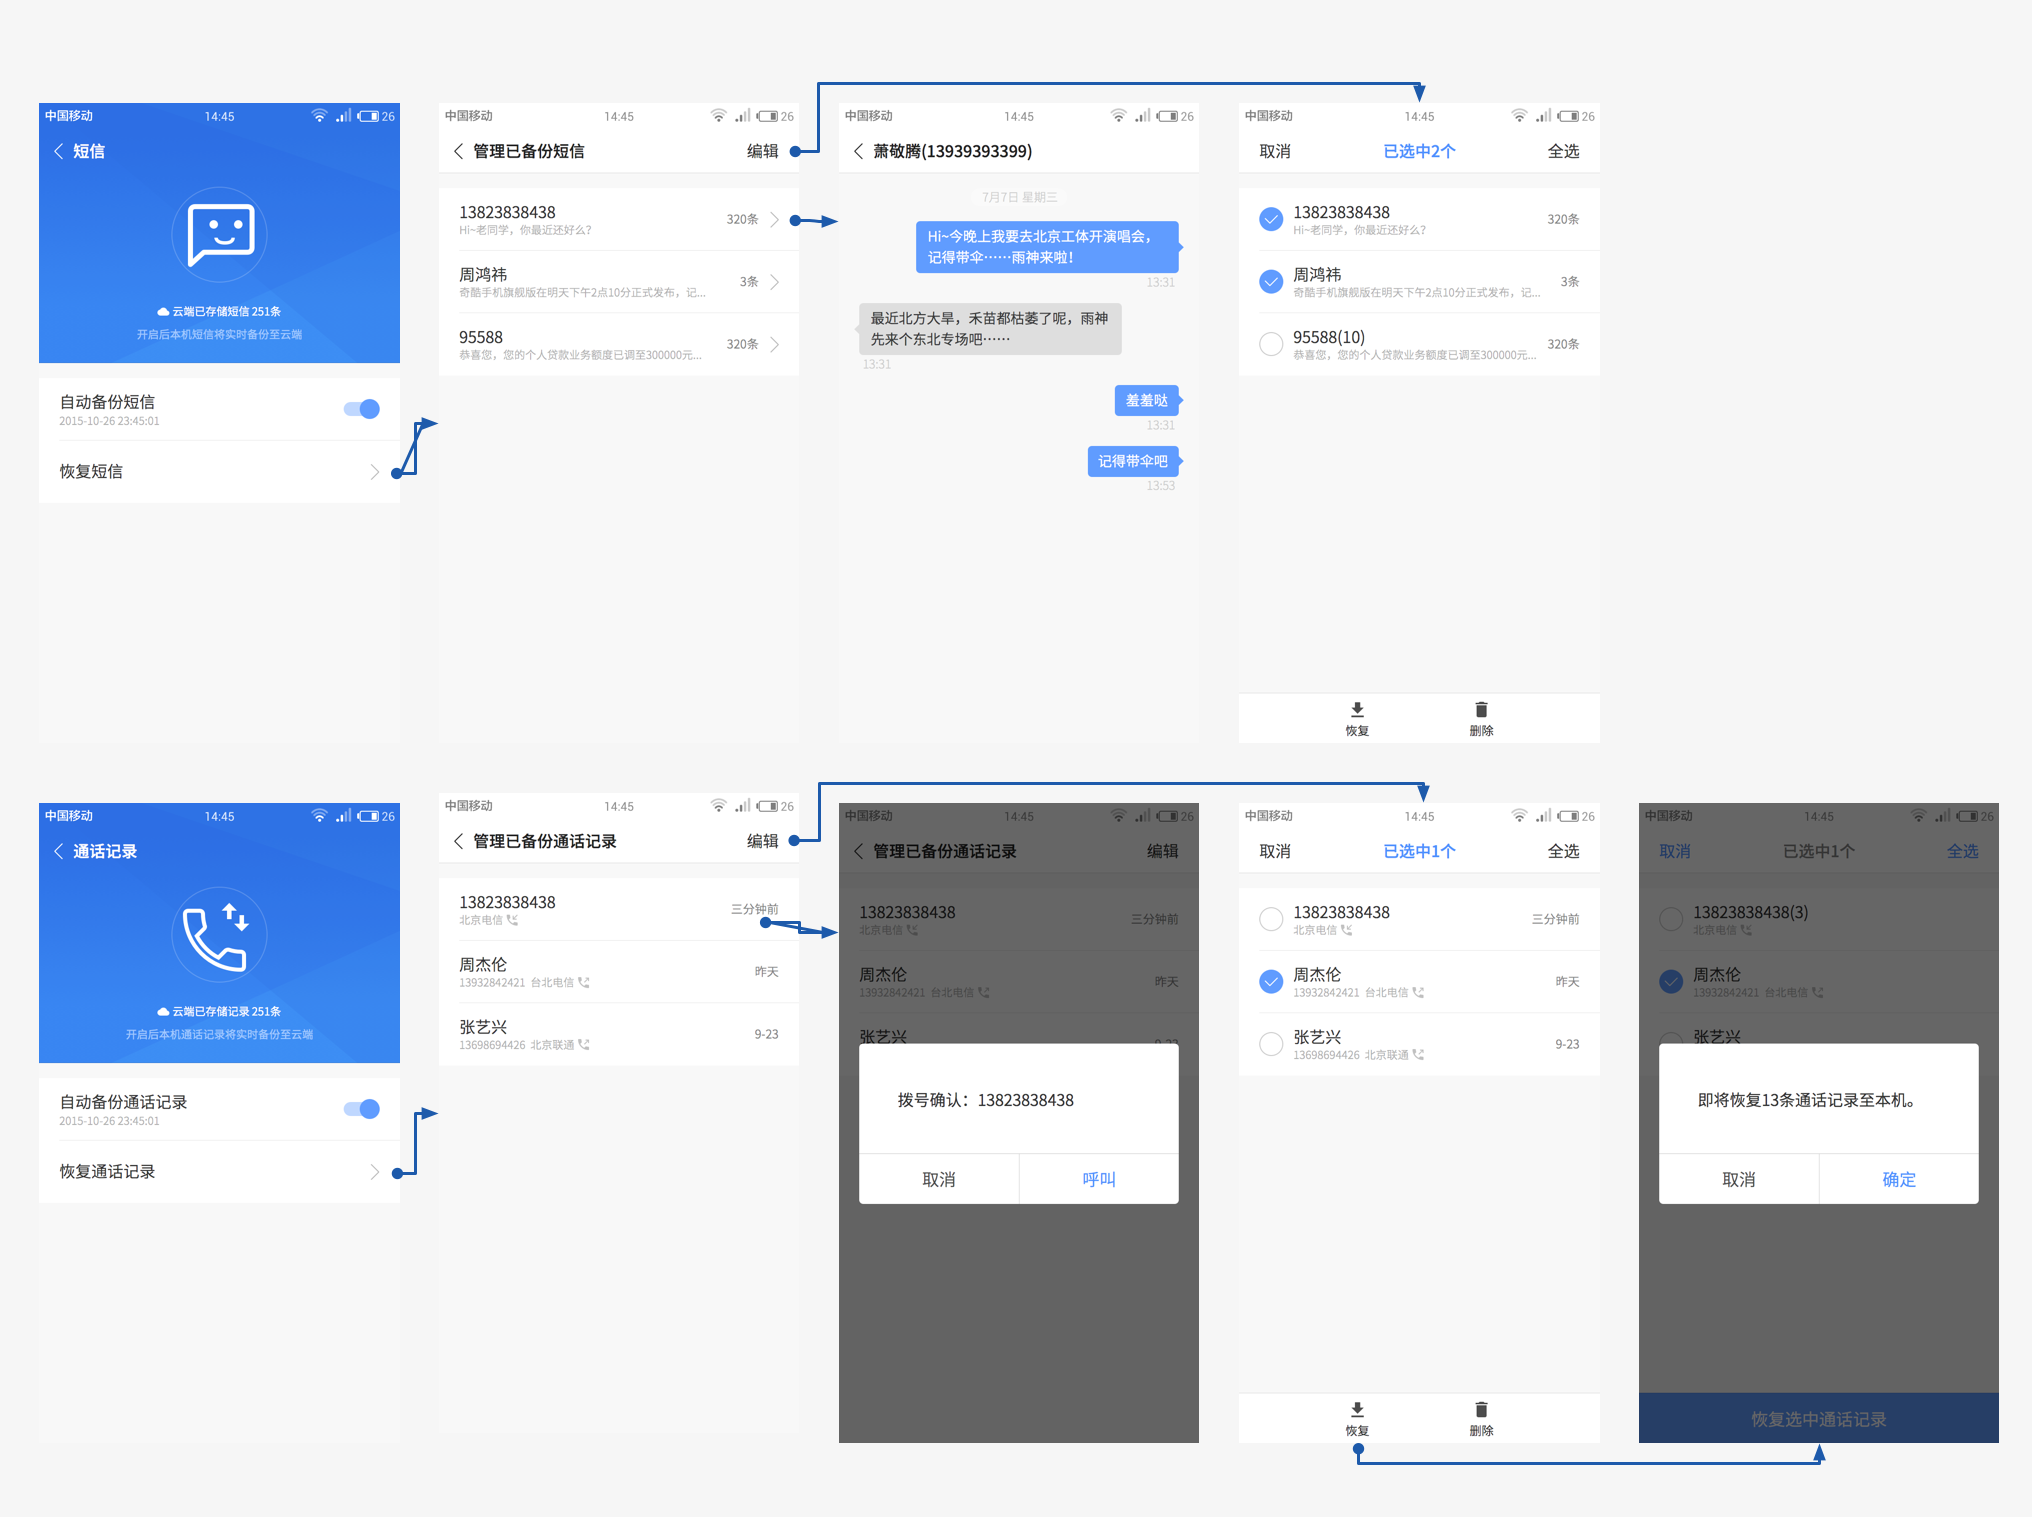 中国移动 14:45 26
短信
云端已存储短信 251条
开启后本机短信将实时备份至云端
自动备份短信
2015-10-26 23:45:01
恢复短信
中国移动 14:45 26
管理已备份短信 编辑
13823838438 320条
Hi~老同学，你最近还好么？
周鸿祎 3条
奇酷手机旗舰版在明天下午2点10分正式发布，记...
95588 320条
恭喜您，您的个人贷款业务额度已调至300000元...
中国移动 14:45 26
萧敬腾(13939393399)
7月7日 星期三
Hi~今晚上我要去北京工体开演唱会，
记得带伞……雨神来啦！
13:31
最近北方大旱，禾苗都枯萎了呢，雨神
先来个东北专场吧……
13:31
羞羞哒
13:31
记得带伞吧
13:53
中国移动 14:45 26
取消 已选中2个 全选
13823838438 320条
Hi~老同学，你最近还好么？
周鸿祎 3条
奇酷手机旗舰版在明天下午2点10分正式发布，记...
95588(10) 320条
恭喜您，您的个人贷款业务额度已调至300000元...
恢复 删除
中国移动 14:45 26
通话记录
云端已存储记录 251条
开启后本机通话记录将实时备份至云端
自动备份通话记录
2015-10-26 23:45:01
恢复通话记录
中国移动 14:45 26
管理已备份通话记录 编辑
13823838438 三分钟前
北京电信
周杰伦 昨天
13932842421 台北电信
张艺兴 9-23
13698694426 北京联通
中国移动 14:45 26
管理已备份通话记录 编辑
13823838438 三分钟前
北京电信
周杰伦 昨天
13932842421 台北电信
张艺兴 9-23
拨号确认：13823838438
取消 呼叫
中国移动 14:45 26
取消 已选中1个 全选
13823838438 三分钟前
北京电信
周杰伦 昨天
13932842421 台北电信
张艺兴 9-23
13698694426 北京联通
恢复 删除
中国移动 14:45 26
取消 已选中1个 全选
13823838438(3)
北京电信
周杰伦
13932842421 台北电信
张艺兴
即将恢复13条通话记录至本机。
取消 确定
恢复选中通话记录